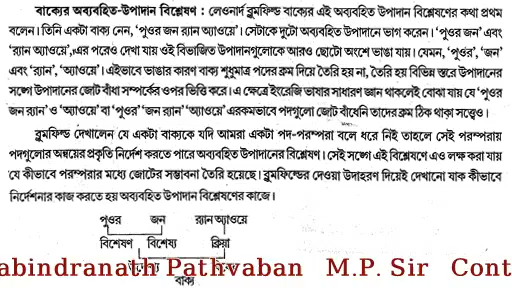 বাক্যের অব্যবহিত-উপাদান বিশ্লেষণ : লেওনার্ড ব্লুমফিল্ড বাক্যের এই অব্যবহিত উপাদান বিশ্লেষণের কথা প্রথম
বলেন। তিনি একটা বাক্য নেন, 'পুওর জন র‍্যান অ্যাওয়ে'। সেটাকে দুটো অব্যবহিত উপাদানে ভাগ করেন। 'পুওর জন' এবং
'র‍্যান অ্যাওয়ে',এর পরেও দেখা যায় ওই বিভাজিত উপাদানগুলোকে আরও ছোটো অংশে ভাঙা যায়। যেমন, 'পুওর', 'জন'
এবং 'র‍্যান', 'অ্যাওয়ে'। এইভাবে ভাঙার কারণ বাক্য শুধুমাত্র পদের ক্রম দিয়ে তৈরি হয় না, তৈরি হয় বিভিন্ন স্তরে উপাদানের
সঙ্গে উপাদানের জোট বাঁধা সম্পর্কের ওপর ভিত্তি করে। এ ক্ষেত্রে ইংরেজি ভাষার সাধারণ জ্ঞান থাকলেই বোঝা যায় যে 'পুওর
জন র‍্যান' ও 'অ্যাওয়ে' বা 'পুওর' 'জন র‍্যান' 'অ্যাওয়ে' এরকমভাবে পদগুলো জোট বাঁধেনি তাদের ক্রম ঠিক থাকা সত্ত্বেও।
ব্লুমফিল্ড দেখালেন যে একটা বাক্যকে যদি আমরা একটা পদ-পরম্পরা বলে ধরে নিই তাহলে সেই পরম্পরায়
পদগুলোর অন্বয়ের প্রকৃতি নির্দেশ করতে পারে অব্যবহিত উপাদানের বিশ্লেষণ। সেই সঙ্গে এই বিশ্লেষণে এও লক্ষ করা যায়
যে কীভাবে পরম্পরার মধ্যে জোটের সম্ভাবনা তৈরি হয়েছে। ব্লুমফিল্ডের দেওয়া উদাহরণ দিয়েই দেখানো যাক কীভাবে
নির্দেশনার কাজ করতে হয় অব্যবহিত উপাদান বিশ্লেষণের কাজে।
পুওর জন র‍্যান অ্যাওয়ে
বিশেষণ বিশেষ্য ক্রিয়া
abindranath Pathvaban M.P. Sir Cont
বাক্য